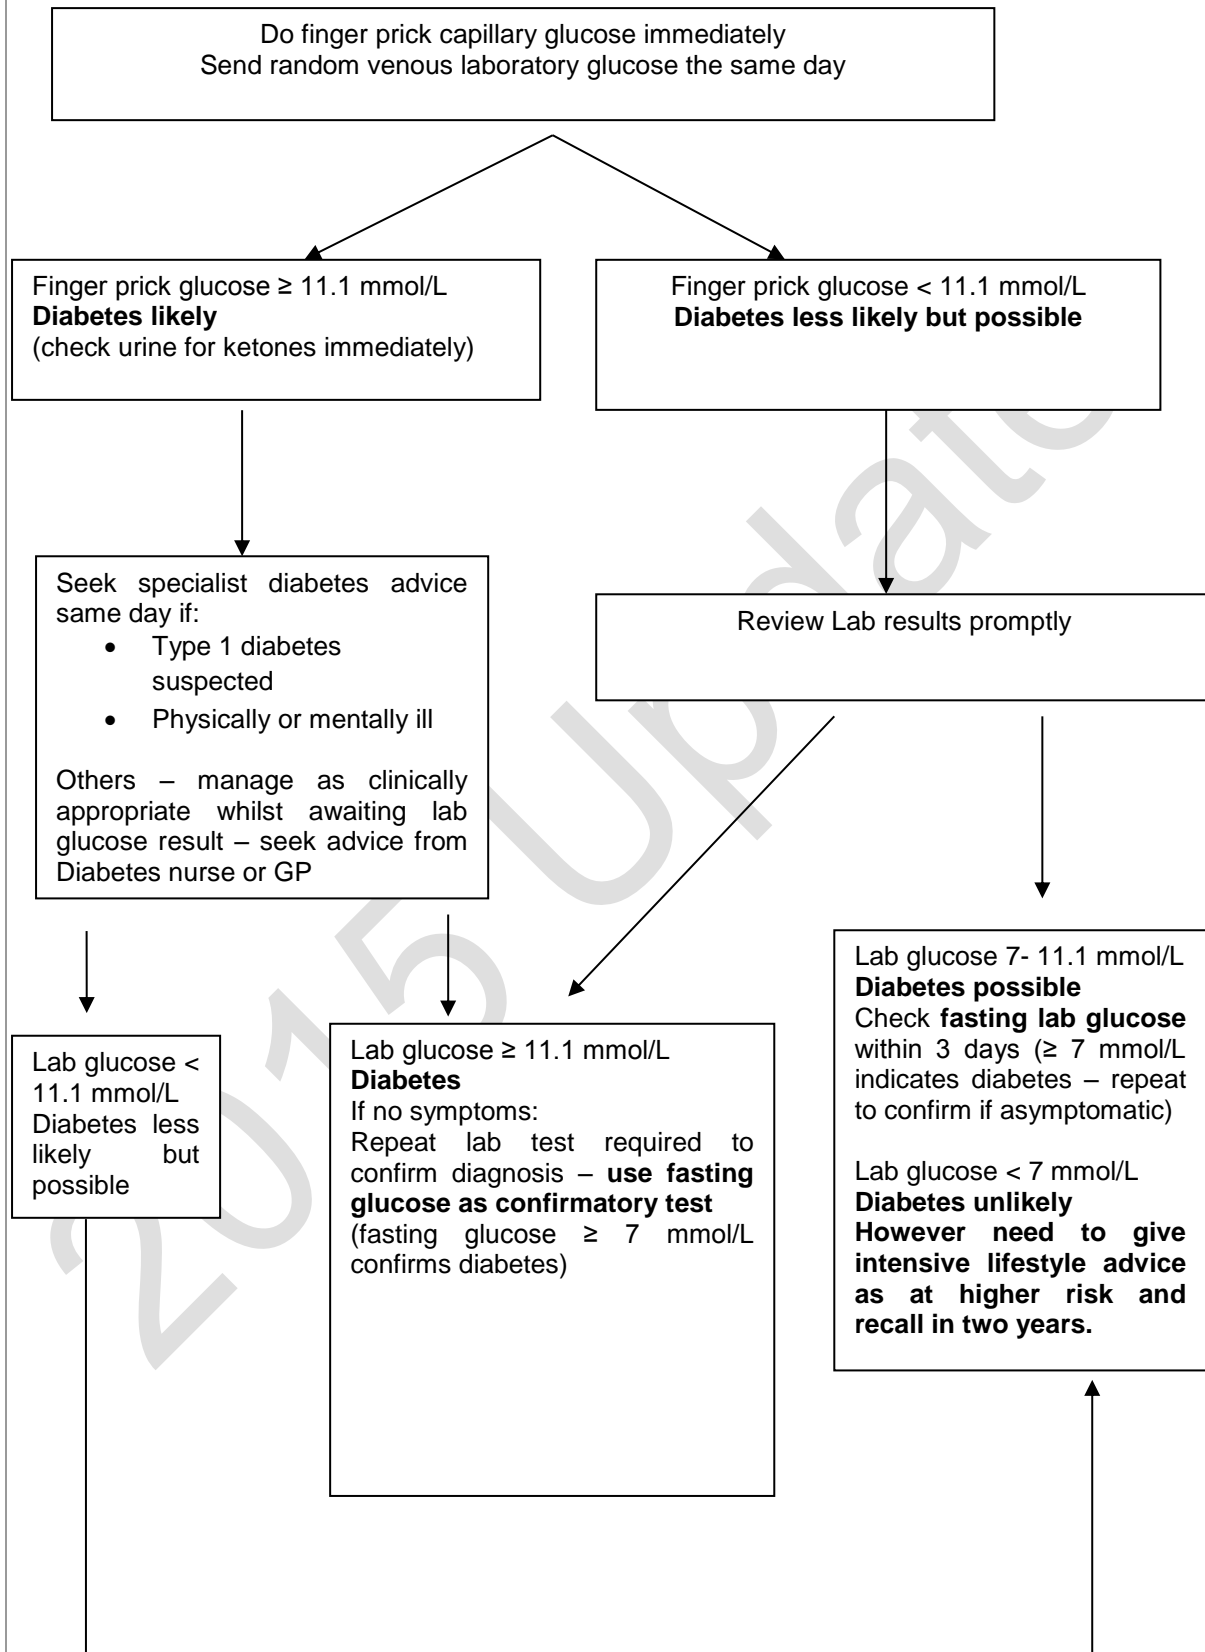 Do finger prick capillary glucose immediately
Send random venous laboratory glucose the same day
Finger prick glucose ≥ 11.1 mmol/L
Diabetes likely
(check urine for ketones immediately)
Finger prick glucose < 11.1 mmol/L
Diabetes less likely but possible
Seek specialist diabetes advice
same day if:
• Type 1 diabetes
suspected
• Physically or mentally ill
Others – manage as clinically
appropriate whilst awaiting lab
glucose result – seek advice from
Diabetes nurse or GP
Review Lab results promptly
Lab glucose <
11.1 mmol/L
Diabetes less
likely but
possible
Lab glucose ≥ 11.1 mmol/L
Diabetes
If no symptoms:
Repeat lab test required to
confirm diagnosis – use fasting
glucose as confirmatory test
(fasting glucose ≥ 7 mmol/L
confirms diabetes)
Lab glucose 7- 11.1 mmol/L
Diabetes possible
Check fasting lab glucose
within 3 days (≥ 7 mmol/L
indicates diabetes – repeat
to confirm if asymptomatic)
Lab glucose < 7 mmol/L
Diabetes unlikely
However need to give
intensive lifestyle advice
as at higher risk and
recall in two years.
2015 Update